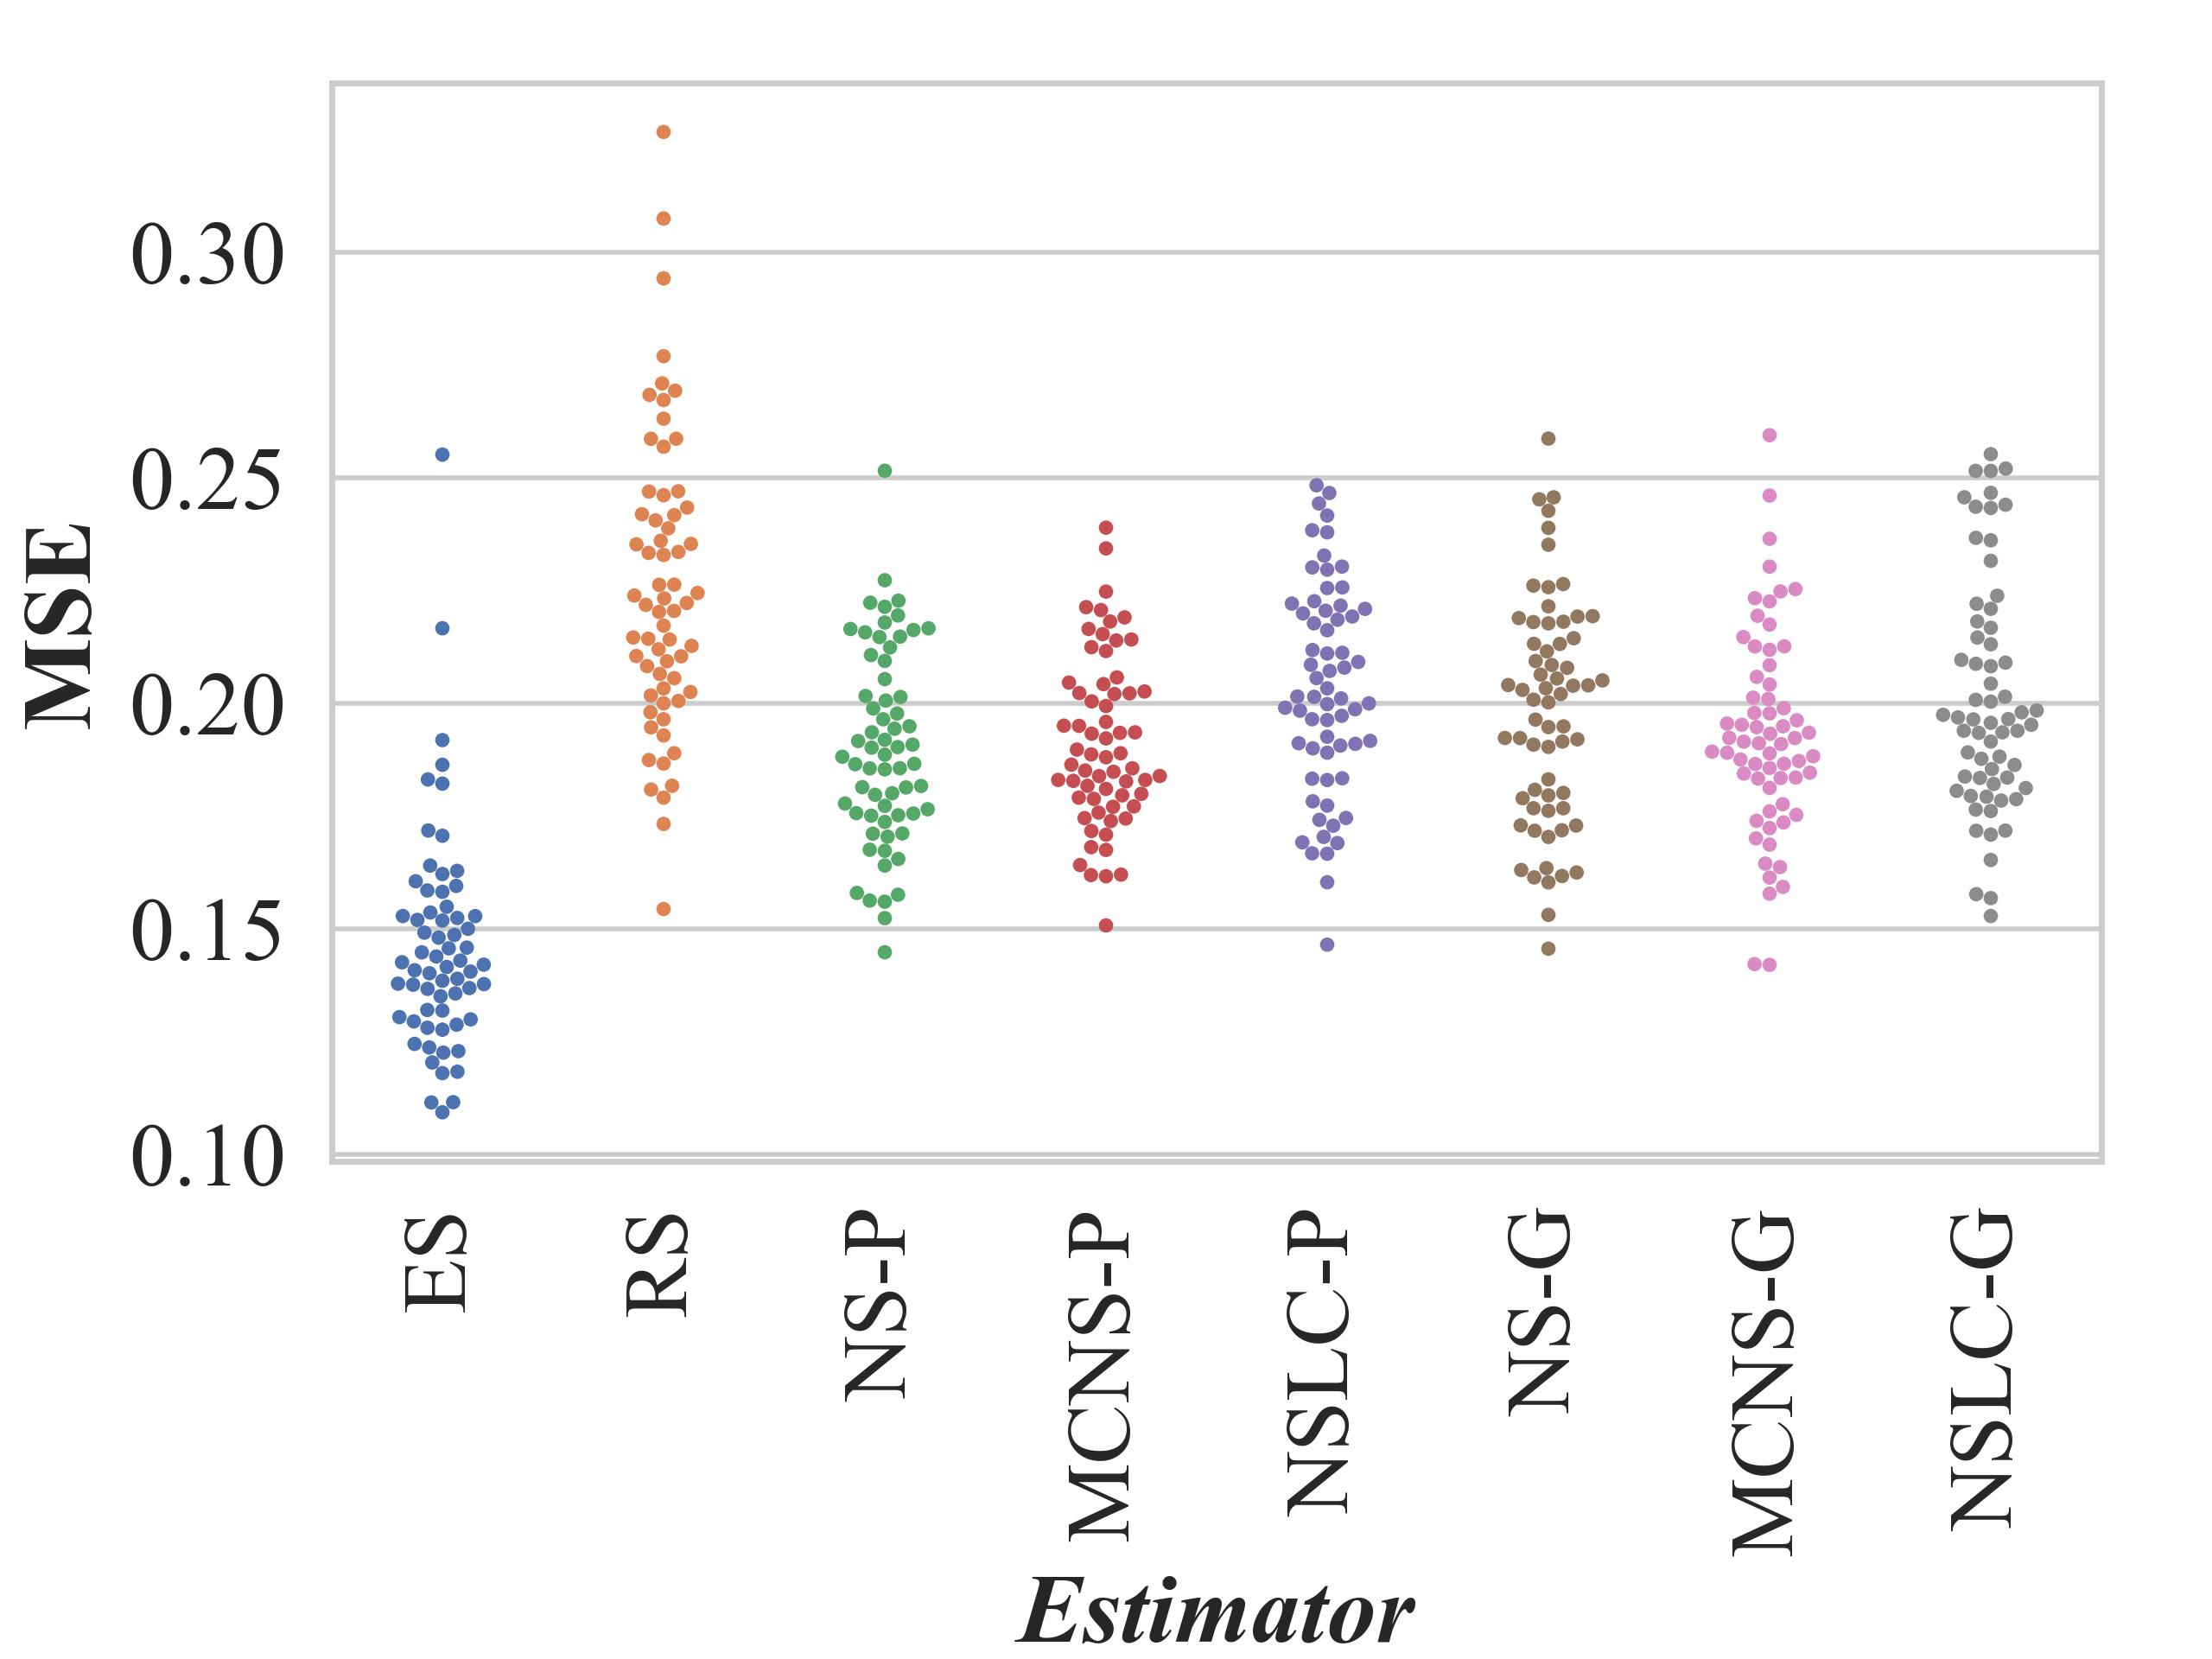 MSE
0.30
0.25
0.20
0.15
0.10
ES
RS
NS-P
MCNS-P
NSLC-P
NS-G
MCNS-G
NSLC-G
Estimator